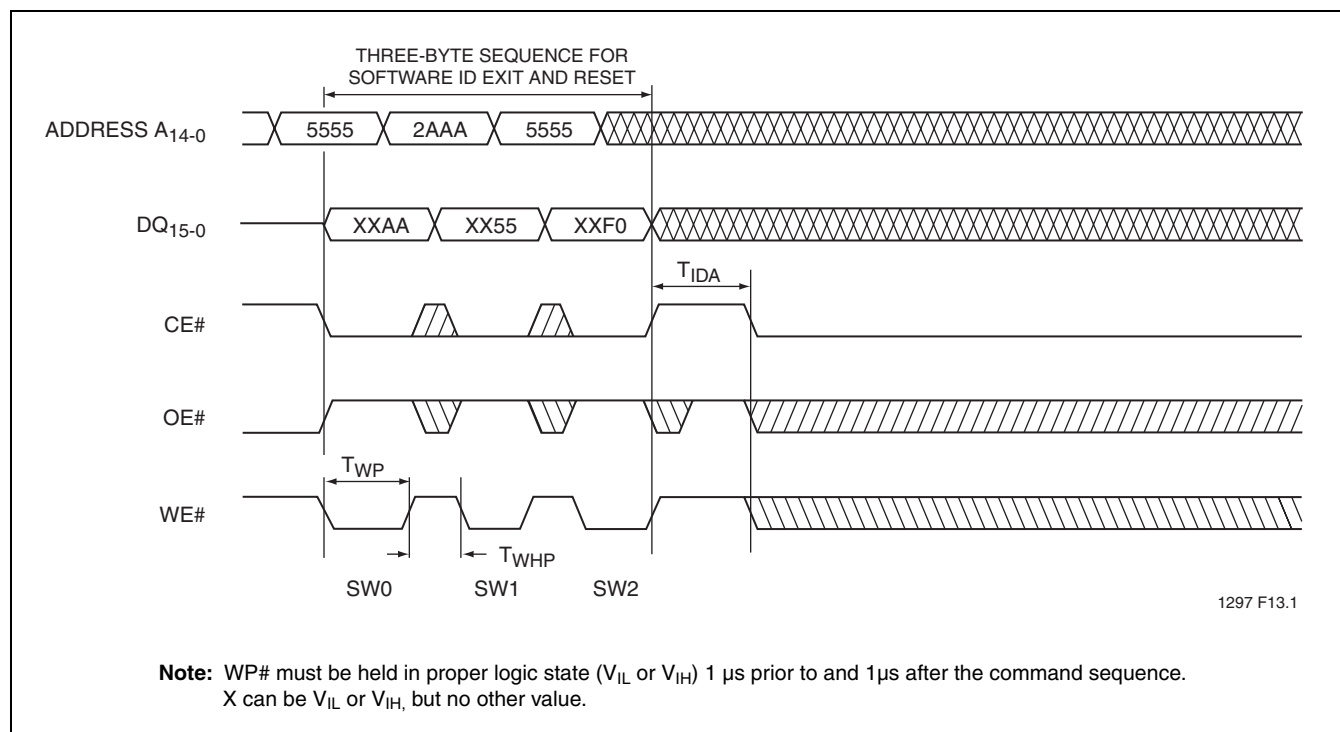 THREE-BYTE SEQUENCE FOR
SOFTWARE ID EXIT AND RESET
ADDRESS A14-0
5555
2AAA
5555
DQ15-0
XXAA
XX55
XXF0
TIDA
CE#
OE#
TWP
WE#
TWHP
SW0
SW1
SW2
1297 F13.1
Note: WP# must be held in proper logic state (VIL or VIH) 1 µs prior to and 1µs after the command sequence.
X can be VIL or VIH, but no other value.